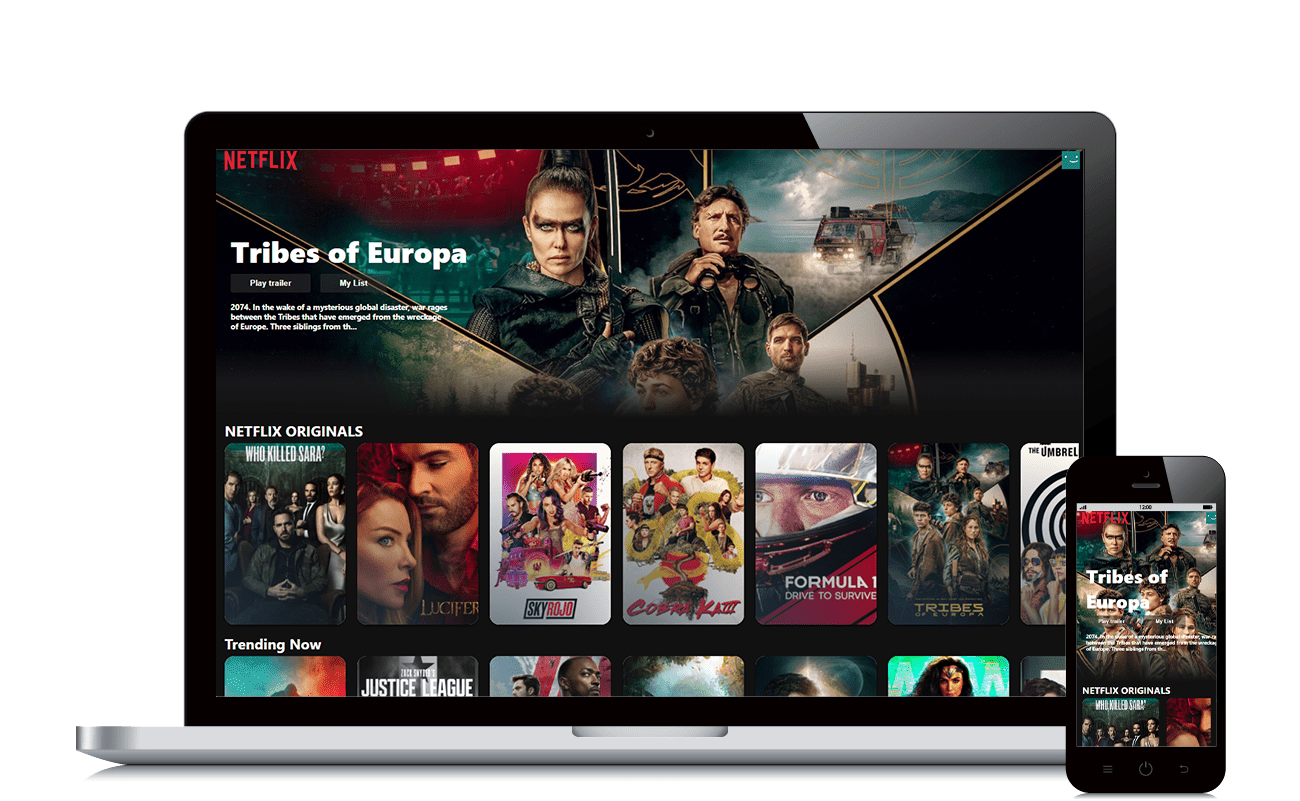 NETFLIX
Tribes of Europa
Play trailer
My List
2074. In the wake of a mysterious global disaster, war rages
between the Tribes that have emerged from the wreckage
of Europe. Three siblings from th...
NETFLIX ORIGINALS
WHO KILLED SARA?
LUCIFER
SKYROJO
COBRA KAI III
FORMULA 1
DRIVE TO SURVIVE
TRIBES
OF EUROPA
THE UMBREL
Trending Now
ZACK SNYDER'S
JUSTICE LEAGUE
12:00
NETFLIX
Tribes of
Europa
Play trailer
My List
2074. In the wake of a mysterious global disaster, war rag
between the Tribes that have emerged from the wreckag
of Europe. Three siblings from th...
NETFLIX ORIGINALS
WHO KILLED SARA?